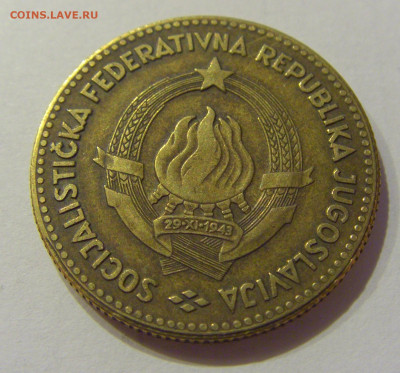 COINS.LAVE.RU
SOCIJALISTIČKA FEDERATIVNA REPUBLIKA JUGOSLAVIJA
29·XI·1943